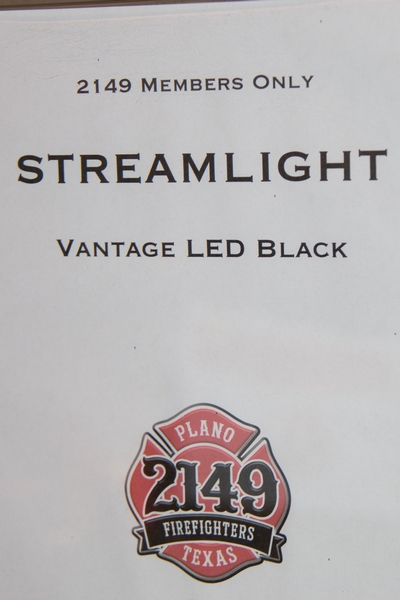 2149 MEMBERS ONLY
STREAMLIGHT
VANTAGE LED BLACK
PLANO
2149
FIREFIGHTERS
TEXAS